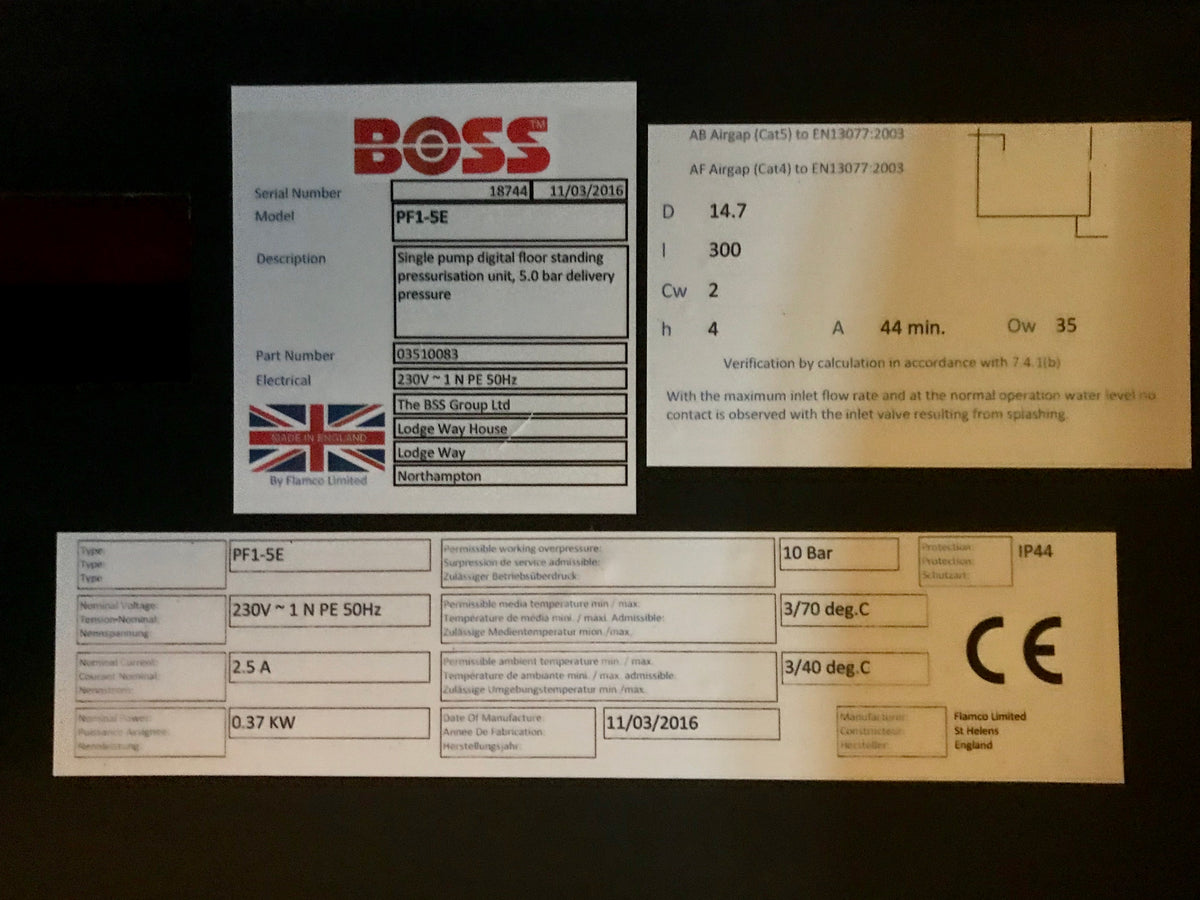 BOSS™
Serial Number 18744 11/03/2016
Model PF1-5E
Description Single pump digital floor standing
pressurisation unit, 5.0 bar delivery
pressure
Part Number 03510083
Electrical 230V ~ 1 N PE 50Hz
The BSS Group Ltd
Lodge Way House
MADE IN ENGLAND
Lodge Way
By Flamco Limited Northampton
AB Airgap (Cat5) to EN13077:2003
AF Airgap (Cat4) to EN13077:2003
D 14.7
l 300
Cw 2
h 4 A 44 min. Ow 35
Verification by calculation in accordance with 7.4.1(b)
With the maximum inlet flow rate and at the normal operation water level no
contact is observed with the inlet valve resulting from splashing.
Type:
Type:
Type
PF1-5E
Permissible working overpressure:
Surpression de service admissible:
Zulässiger Betriebsüberdruck:
10 Bar
Protection:
Protection:
Schutzart:
IP44
Nominal Voltage:
Tension-Nominal:
Nennspannung:
230V ~ 1 N PE 50Hz
Permissible media temperature min / max.
Température de média mini. / maxi. Admissible:
Zulässige Medientemperatur mion./max.
3/70 deg.C
Nominal Current:
Courant Nominal:
Nennstrom:
2.5 A
Permissible ambient temperature min. / max.
Température de ambiante mini. / max. admissible.
Zulässige Umgebungstemperatur min./max.
3/40 deg.C
CE
Nominal Power:
Puissance Assignee:
Nennleistung:
0.37 KW
Date Of Manufacture:
Annee De Fabrication:
Herstellungsjahr:
11/03/2016
Manufacturer:
Constructeur:
Hersteller:
Flamco Limited
St Helens
England